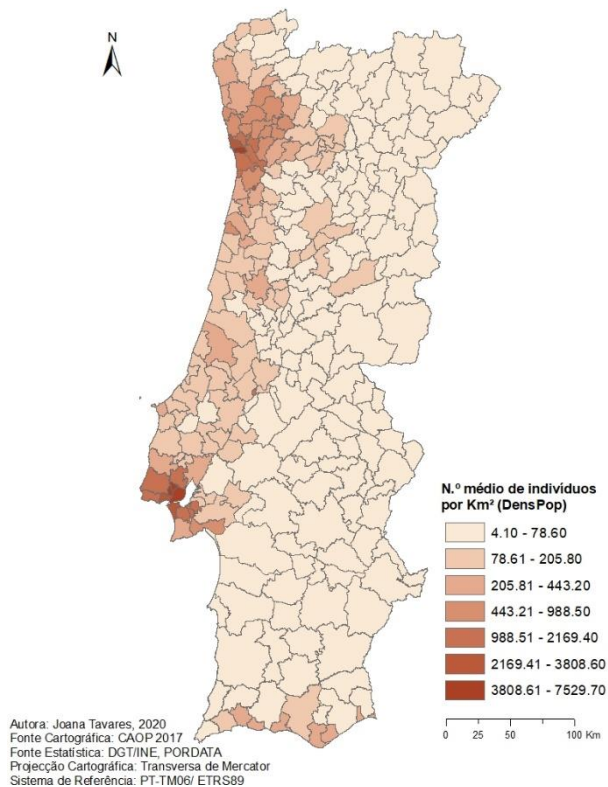 N
N.º médio de indivíduos
por Km² (DensPop)
4.10 - 78.60
78.61 - 205.80
205.81 - 443.20
443.21 - 988.50
988.51 - 2169.40
2169.41 - 3808.60
3808.61 - 7529.70
0 25 50 100 Km
Autora: Joana Tavares, 2020
Fonte Cartográfica: CAOP 2017
Fonte Estatística: DGT/INE, PORDATA
Projecção Cartográfica: Transversa de Mercator
Sistema de Referência: PT-TM06/ ETRS89